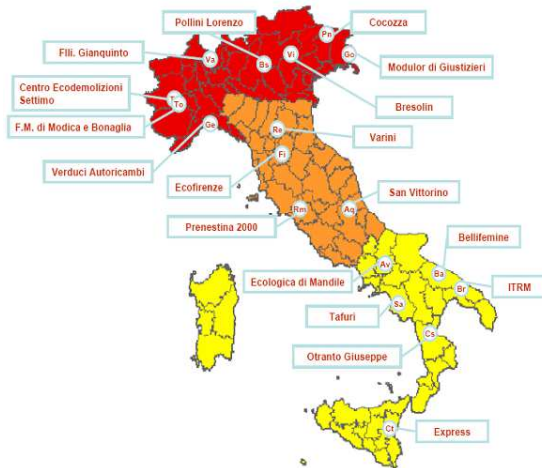 Pollini Lorenzo
Cocozza
Pn
Flli. Gianquinto
Va
Bs
Vi
Go
Modulor di Giustizieri
Centro Ecodemolizioni
Settimo
To
Bresolin
F.M. di Modica e Bonaglia
Ge
Re
Varini
Verduci Autoricambi
Fi
Ecofirenze
San Vittorino
Rm
Aq
Prenestina 2000
Bellifemine
Av
Ba
Ecologica di Mandile
Br
ITRM
Sa
Tafuri
Cs
Otranto Giuseppe
Ct
Express